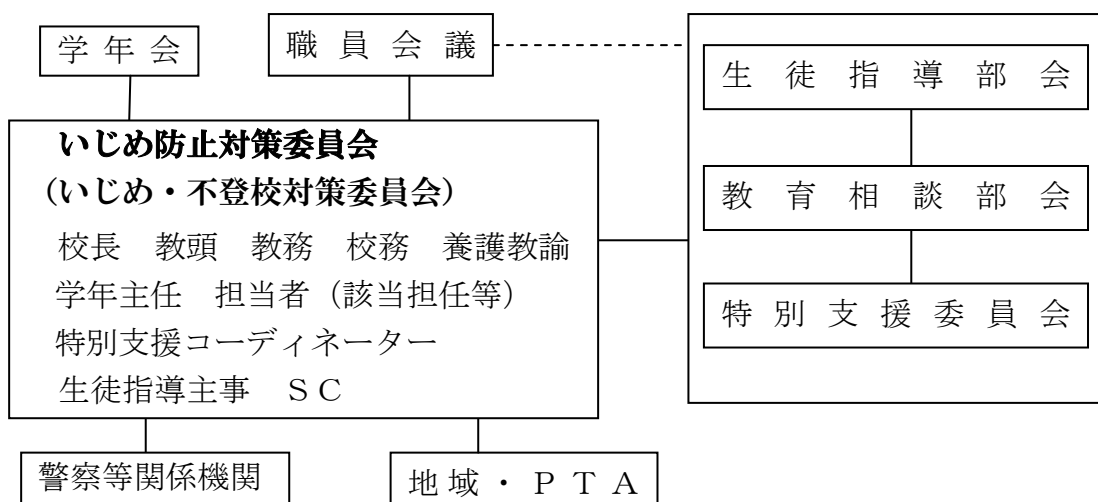 学年会
職員会議
生徒指導部会
教育相談部会
特別支援委員会
いじめ防止対策委員会
（いじめ・不登校対策委員会）
校長　教頭　教務　校務　養護教諭
学年主任　担当者（該当担任等）
特別支援コーディネーター
生徒指導主事　ＳＣ
警察等関係機関
地域・ＰＴＡ